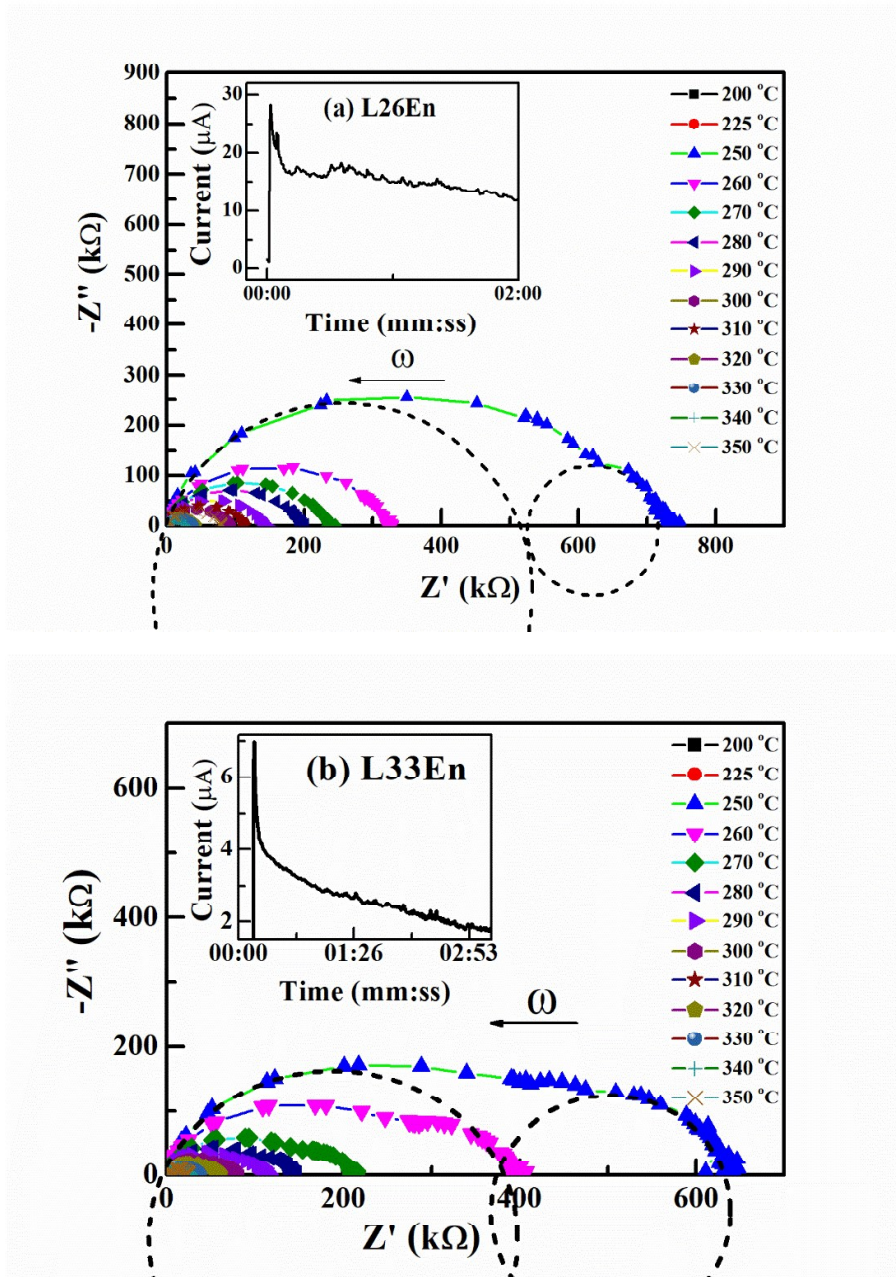 900
800
700
600
500
400
300
200
100
0
-Z'' (kΩ)
30
20
10
0
Current (µA)
(a) L26En
00:00 02:00
Time (mm:ss)
ω
200 °C
225 °C
250 °C
260 °C
270 °C
280 °C
290 °C
300 °C
310 °C
320 °C
330 °C
340 °C
350 °C
0 200 400 600 800
Z' (kΩ)
600
400
200
0
-Z'' (kΩ)
6
4
2
Current (µA)
(b) L33En
00:00 01:26 02:53
Time (mm:ss)
ω
200 °C
225 °C
250 °C
260 °C
270 °C
280 °C
290 °C
300 °C
310 °C
320 °C
330 °C
340 °C
350 °C
0 200 400 600
Z' (kΩ)